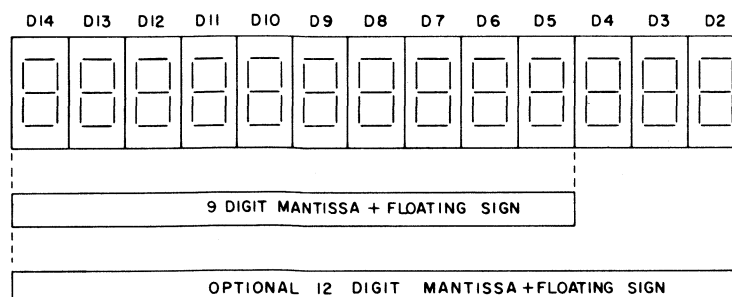 D14 D13 D12 D11 D10 D9 D8 D7 D6 D5 D4 D3 D2
9 DIGIT MANTISSA + FLOATING SIGN
OPTIONAL 12 DIGIT MANTISSA + FLOATING SIGN